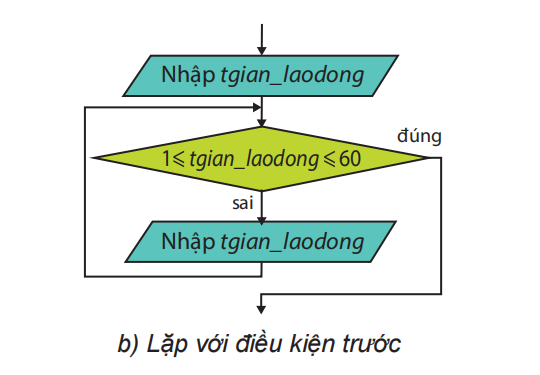 Nhập tgian_laodong
đúng
1⩽ tgian_laodong ⩽ 60
sai
Nhập tgian_laodong
b) Lặp với điều kiện trước